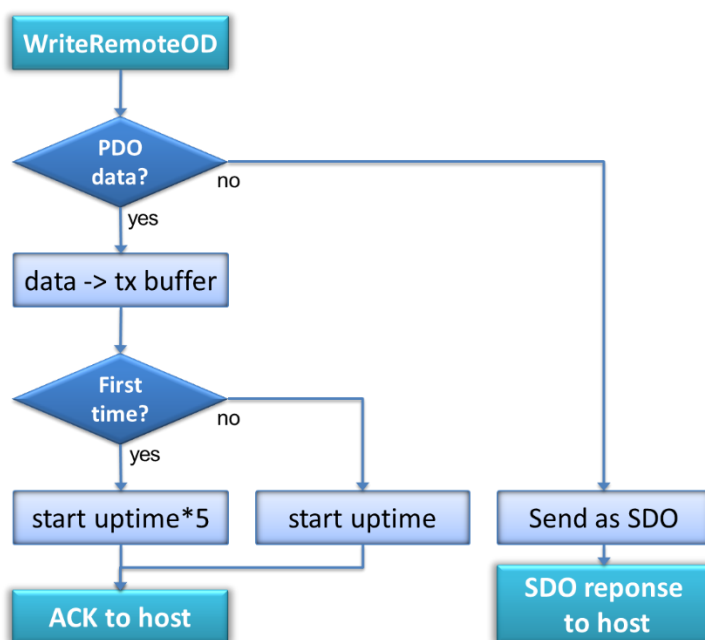 WriteRemoteOD
PDO
data?
no
yes
data -> tx buffer
First
time?
no
yes
start uptime*5
start uptime
Send as SDO
ACK to host
SDO reponse
to host